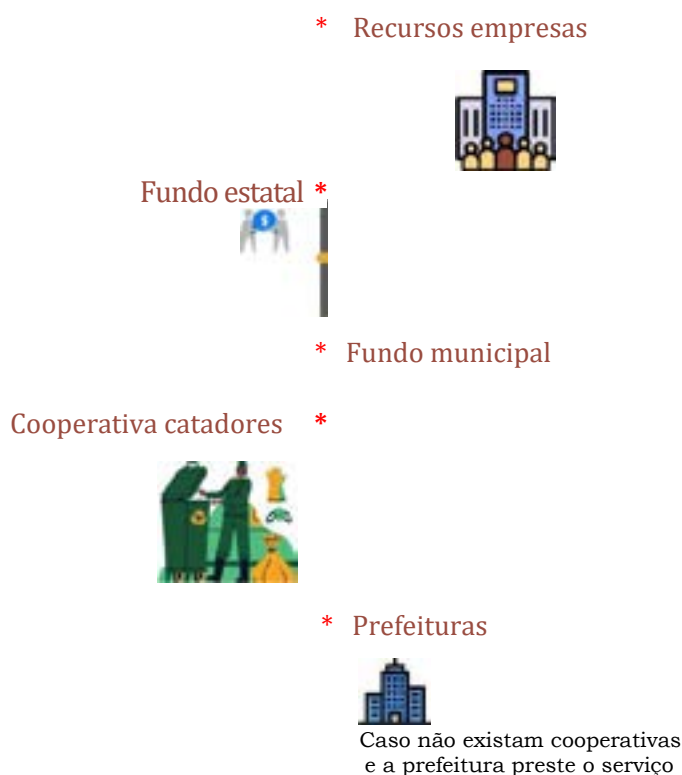 * Recursos empresas
Fundo estatal *
* Fundo municipal
Cooperativa catadores *
* Prefeituras
Caso não existam cooperativas
e a prefeitura preste o serviço